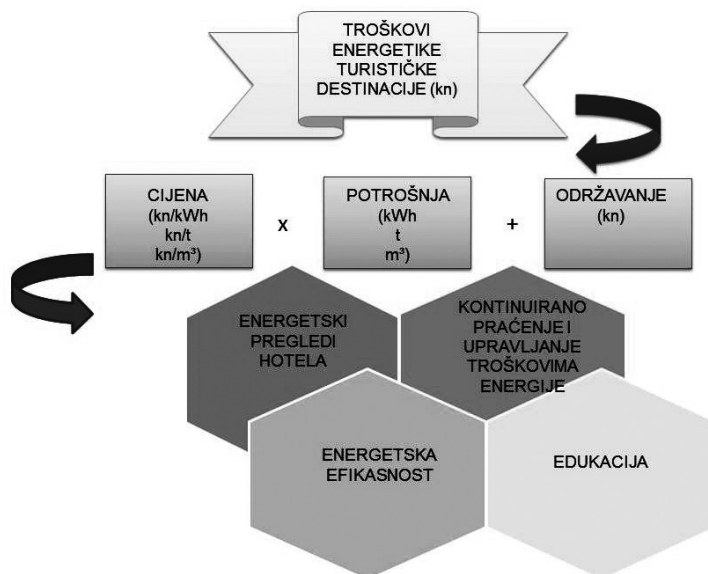 TROŠKOVI
ENERGETIKE
TURISTIČKE
DESTINACIJE (kn)
CIJENA
(kn/kWh
kn/t
kn/m³)
x
POTROŠNJA
(kWh
t
m³)
+
ODRŽAVANJE
(kn)
ENERGETSKI
PREGLEDI
HOTELA
KONTINUIRANO
PRAĆENJE I
UPRAVLJANJE
TROŠKOVIMA
ENERGIJE
ENERGETSKA
EFIKASNOST
EDUKACIJA